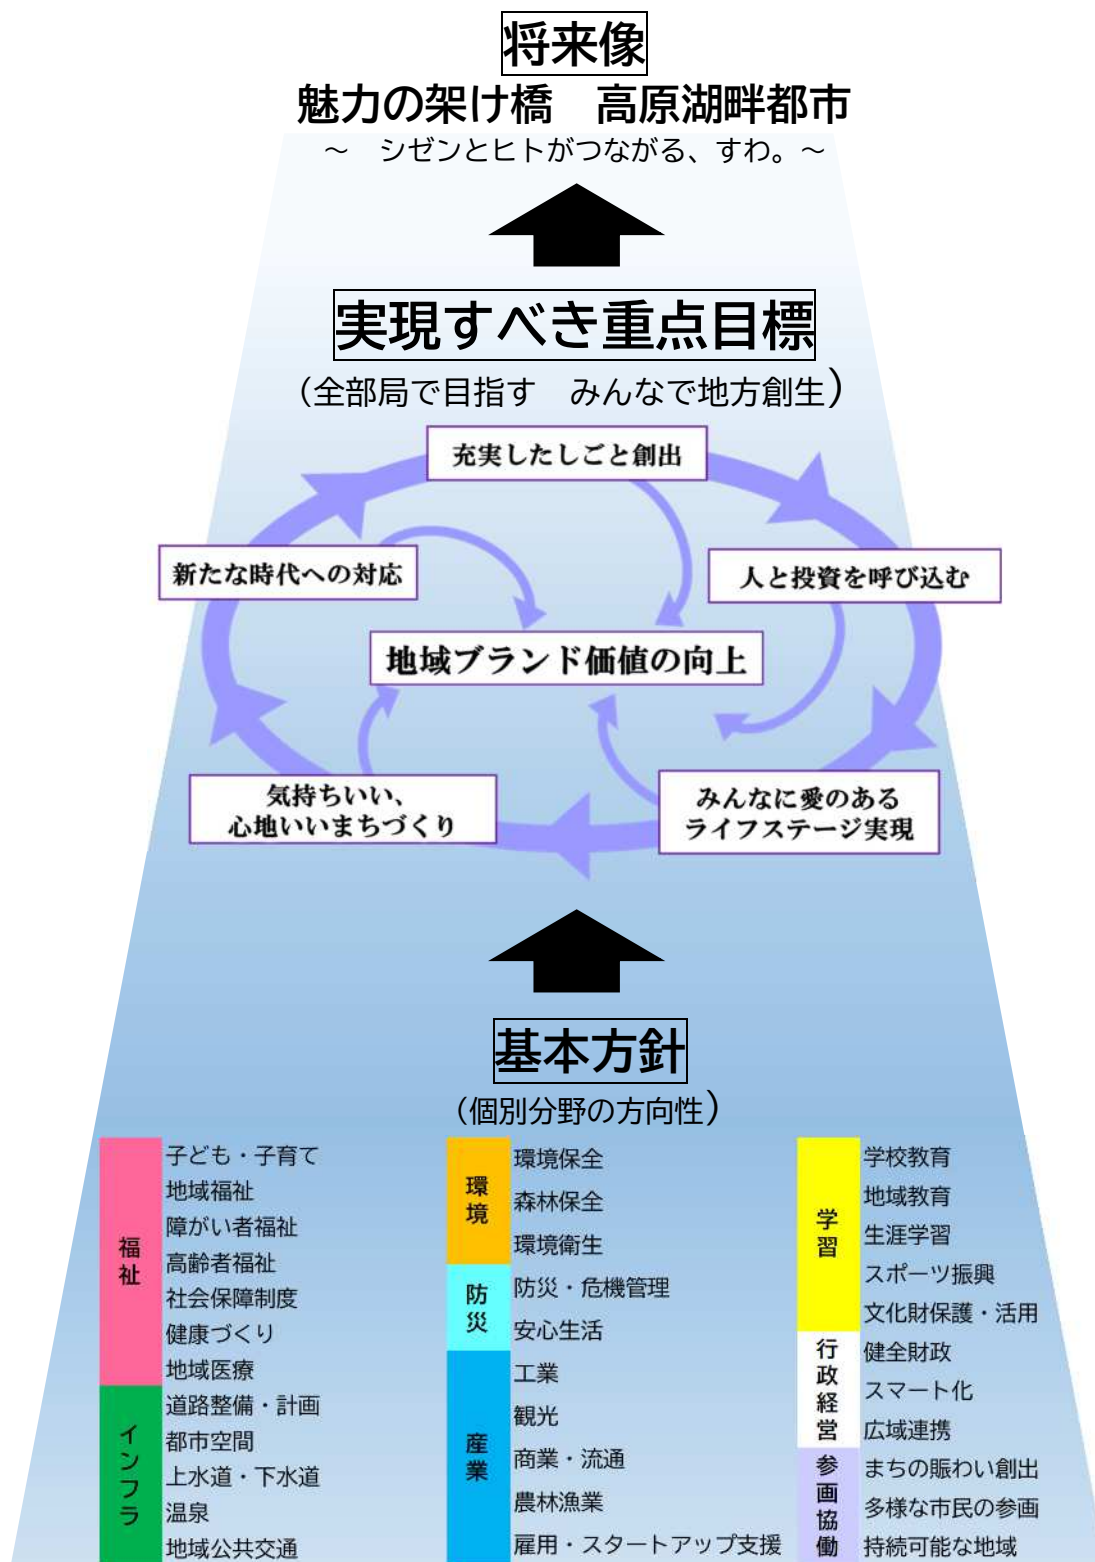 将来像
魅力の架け橋　高原湖畔都市
～　シゼンとヒトがつながる、すわ。～
実現すべき重点目標
（全部局で目指す　みんなで地方創生）
充実したしごと創出
新たな時代への対応
人と投資を呼び込む
地域ブランド価値の向上
気持ちいい、
心地いいまちづくり
みんなに愛のある
ライフステージ実現
基本方針
（個別分野の方向性）
福祉
子ども・子育て
地域福祉
障がい者福祉
高齢者福祉
社会保障制度
健康づくり
地域医療
インフラ
道路整備・計画
都市空間
上水道・下水道
温泉
地域公共交通
環境
環境保全
森林保全
環境衛生
防災
防災・危機管理
安心生活
産業
工業
観光
商業・流通
農林漁業
雇用・スタートアップ支援
学習
学校教育
地域教育
生涯学習
スポーツ振興
文化財保護・活用
行政経営
健全財政
スマート化
広域連携
参画協働
まちの賑わい創出
多様な市民の参画
持続可能な地域